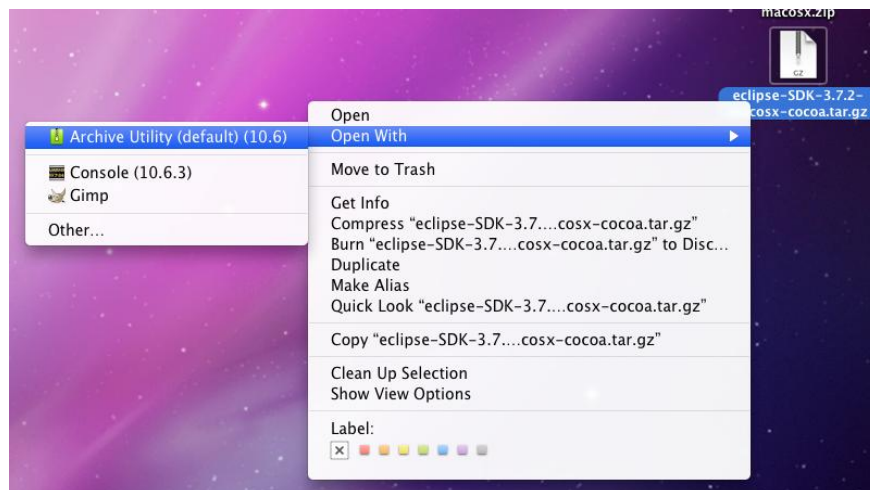 macosx.zip
GZ
eclipse-SDK-3.7.2-
cosx-cocoa.tar.gz
Open
Open With
Move to Trash
Get Info
Compress “eclipse-SDK-3.7....cosx-cocoa.tar.gz”
Burn “eclipse-SDK-3.7....cosx-cocoa.tar.gz” to Disc...
Duplicate
Make Alias
Quick Look “eclipse-SDK-3.7....cosx-cocoa.tar.gz”
Copy “eclipse-SDK-3.7....cosx-cocoa.tar.gz”
Clean Up Selection
Show View Options
Label:
Archive Utility (default) (10.6)
Console (10.6.3)
Gimp
Other...